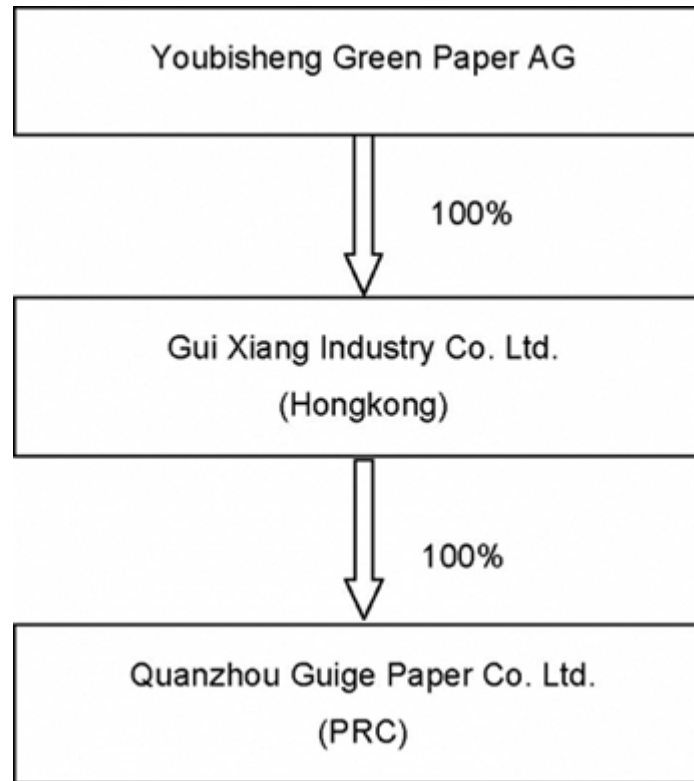 Youbisheng Green Paper AG
100%
Gui Xiang Industry Co. Ltd.
(Hongkong)
100%
Quanzhou Guige Paper Co. Ltd.
(PRC)